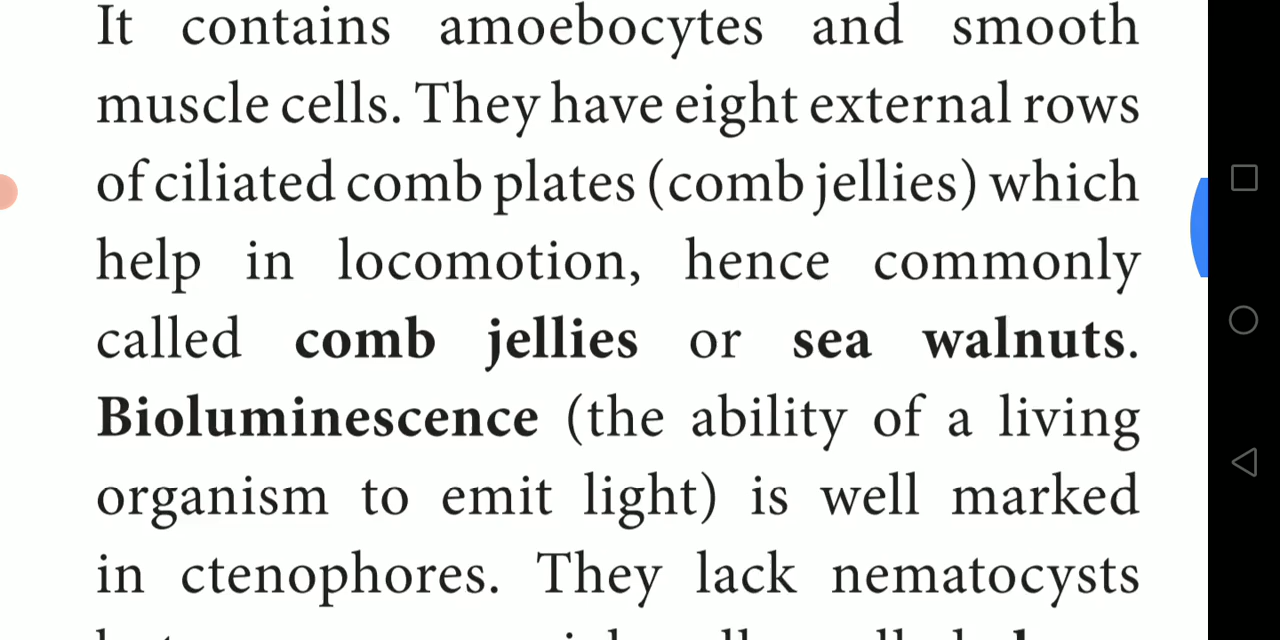 It contains amoebocytes and smooth
muscle cells. They have eight external rows
of ciliated comb plates (comb jellies) which
help in locomotion, hence commonly
called comb jellies or sea walnuts.
Bioluminescence (the ability of a living
organism to emit light) is well marked
in ctenophores. They lack nematocysts